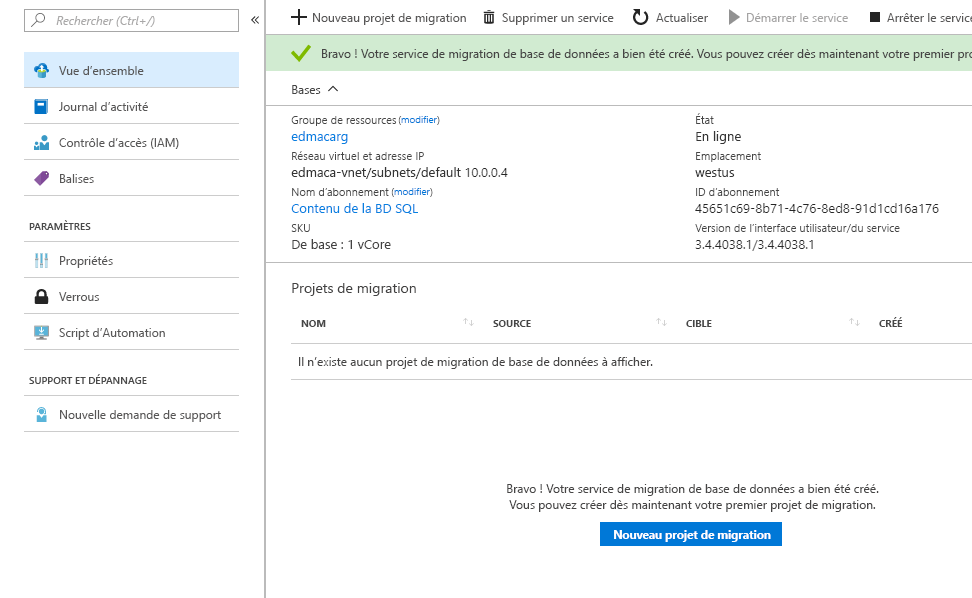 Rechercher (Ctrl+/)
«
Vue d'ensemble
Journal d'activité
Contrôle d'accès (IAM)
Balises
PARAMÈTRES
Propriétés
Verrous
Script d'Automation
SUPPORT ET DÉPANNAGE
Nouvelle demande de support
Nouveau projet de migration Supprimer un service Actualiser Démarrer le service Arrêter le service
Bravo ! Votre service de migration de base de données a bien été créé. Vous pouvez créer dès maintenant votre premier pro
Bases
Groupe de ressources (modifier)
edmacarg
Réseau virtuel et adresse IP
edmaca-vnet/subnets/default 10.0.0.4
Nom d'abonnement (modifier)
Contenu de la BD SQL
SKU
De base : 1 vCore
État
En ligne
Emplacement
westus
ID d'abonnement
45651c69-8b71-4c76-8ed8-91d1cd16a176
Version de l'interface utilisateur/du service
3.4.4038.1/3.4.4038.1
Projets de migration
NOM SOURCE CIBLE CRÉÉ
Il n'existe aucun projet de migration de base de données à afficher.
Bravo ! Votre service de migration de base de données a bien été créé.
Vous pouvez créer dès maintenant votre premier projet de migration.
Nouveau projet de migration